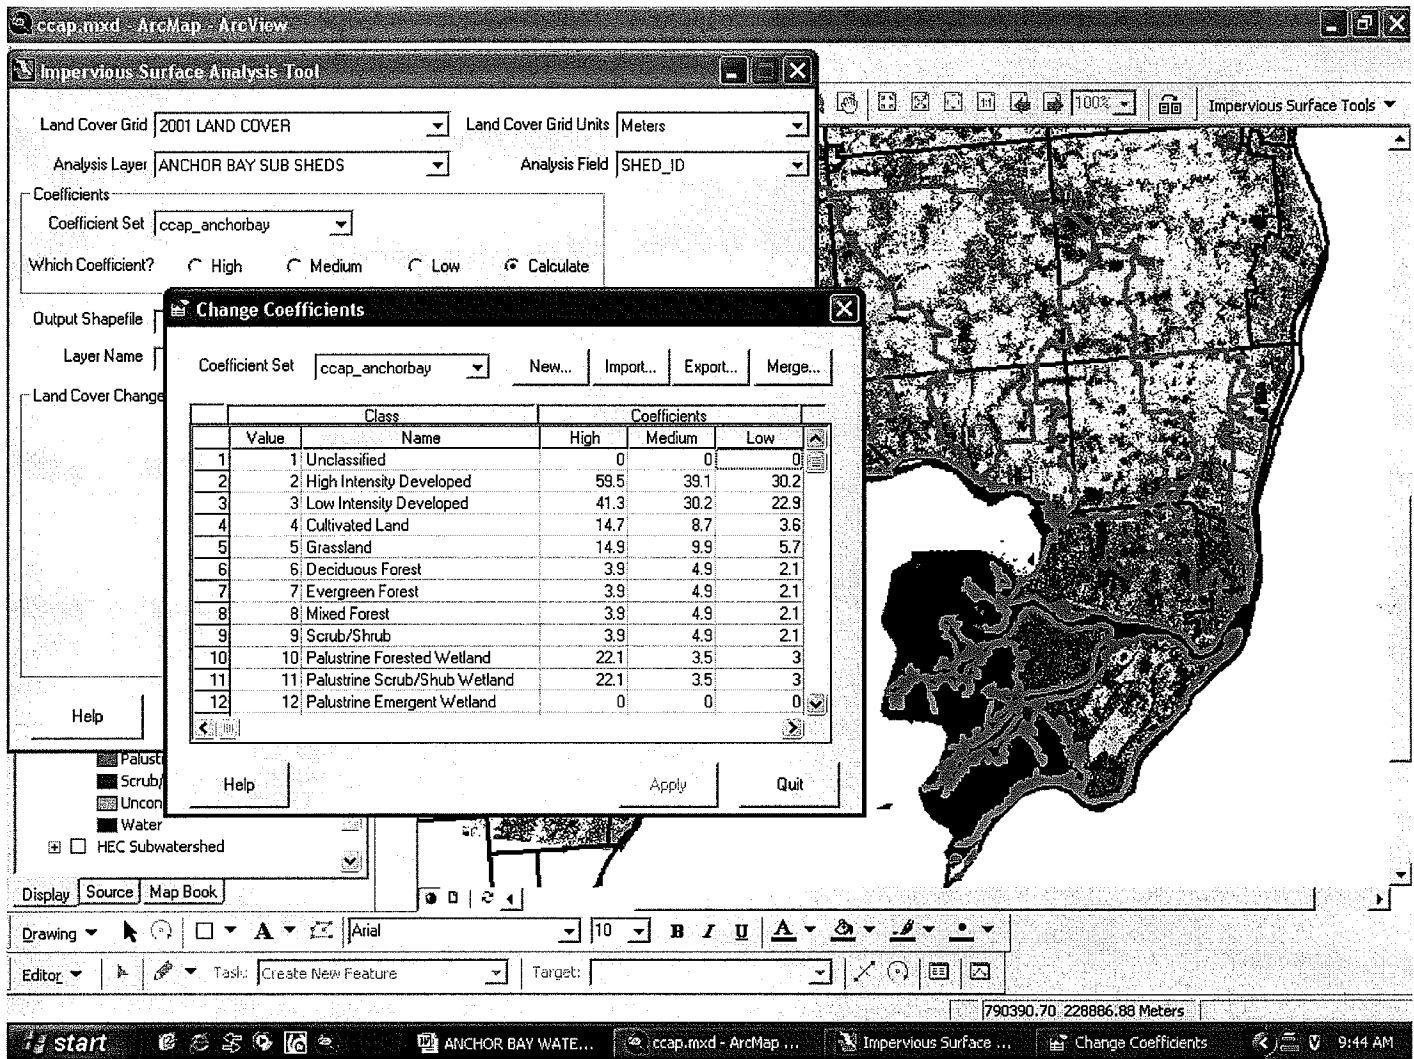 ccap.mxd - ArcMap - ArcView
Impervious Surface Analysis Tool
100%
Impervious Surface Tools
Land Cover Grid 2001 LAND COVER Land Cover Grid Units Meters
Analysis Layer ANCHOR BAY SUB SHEDS Analysis Field SHED_ID
Coefficients
Coefficient Set ccap_anchorbay
Which Coefficient? High Medium Low Calculate
Output Shapefile
Layer Name
Land Cover Change
Help
Change Coefficients
Coefficient Set ccap_anchorbay New... Import... Export... Merge...
Class Coefficients
Value Name High Medium Low
1 1 Unclassified 0 0 0
2 2 High Intensity Developed 59.5 39.1 30.2
3 3 Low Intensity Developed 41.3 30.2 22.9
4 4 Cultivated Land 14.7 8.7 3.6
5 5 Grassland 14.9 9.9 5.7
6 6 Deciduous Forest 3.9 4.9 2.1
7 7 Evergreen Forest 3.9 4.9 2.1
8 8 Mixed Forest 3.9 4.9 2.1
9 9 Scrub/Shrub 3.9 4.9 2.1
10 10 Palustrine Forested Wetland 22.1 3.5 3
11 11 Palustrine Scrub/Shub Wetland 22.1 3.5 3
12 12 Palustrine Emergent Wetland 0 0 0
Help Apply Quit
Palust
Scrub/
Uncon
Water
HEC Subwatershed
Display Source Map Book
Drawing A Arial 10 B I U A
Editor Task: Create New Feature Target:
790390.70 228886.88 Meters
start ANCHOR BAY WATE... ccap.mxd - ArcMap ... Impervious Surface ... Change Coefficients 9:44 AM